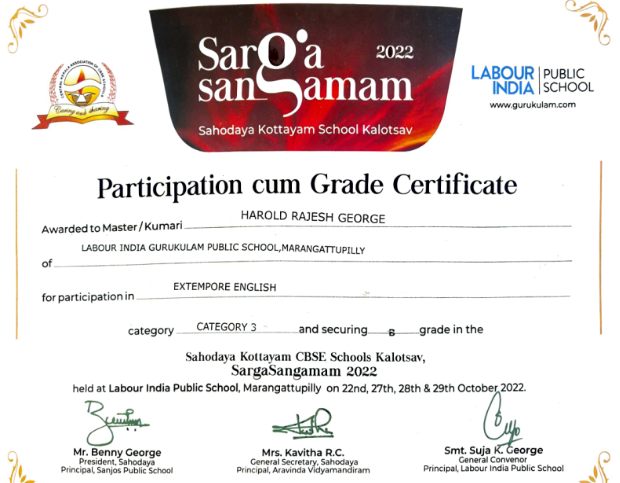 Sarga 2022
sangamam
Sahodaya Kottayam School Kalotsav
Caring and sharing
LABOUR INDIA PUBLIC SCHOOL
www.gurukulam.com
Participation cum Grade Certificate
Awarded to Master/Kumari HAROLD RAJESH GEORGE
of LABOUR INDIA GURUKULAM PUBLIC SCHOOL,MARANGATTUPILLY
for participation in EXTEMPORE ENGLISH
category CATEGORY 3 and securing B grade in the
Sahodaya Kottayam CBSE Schools Kalotsav,
SargaSangamam 2022
held at Labour India Public School, Marangattupilly on 22nd, 27th, 28th & 29th October 2022.
Mr. Benny George
President, Sahodaya
Principal, Sanjos Public School
Mrs. Kavitha R.C.
General Secretary, Sahodaya
Principal, Aravinda Vidyamandiram
Smt. Suja K. George
General Convenor
Principal, Labour India Public School